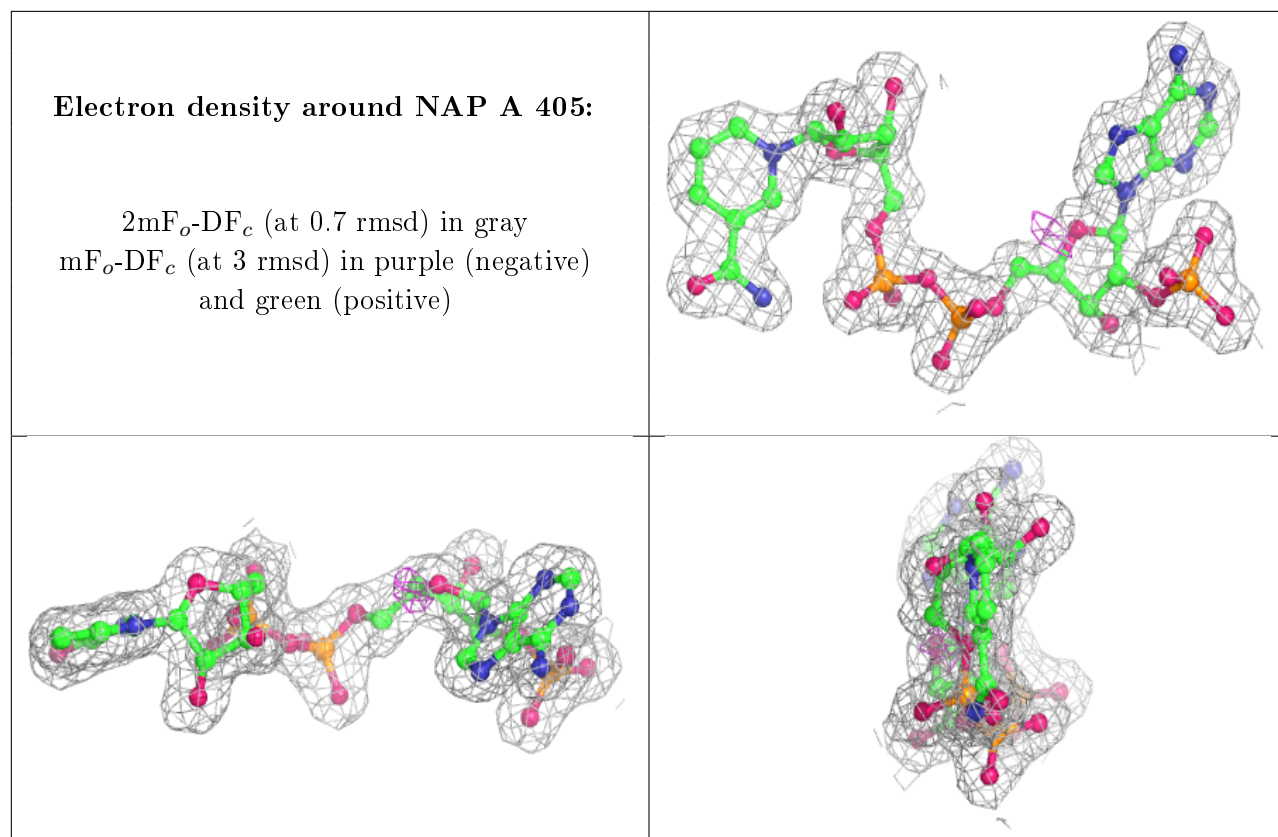 Electron density around NAP A 405:
2mFo-DFc (at 0.7 rmsd) in gray
mFo-DFc (at 3 rmsd) in purple (negative)
and green (positive)